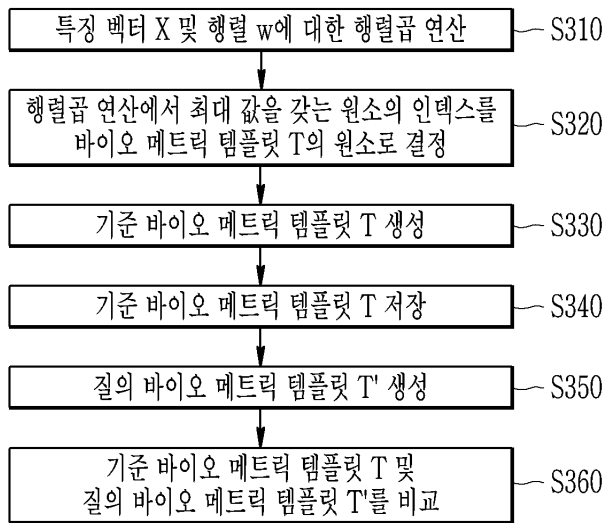 특징 벡터 X 및 행렬 w에 대한 행렬곱 연산
S310
행렬곱 연산에서 최대 값을 갖는 원소의 인텍스를
바이오 메트릭 템플릿 T의 원소로 결정
S320
기준 바이오 메트릭 템플릿 T 생성
S330
기준 바이오 메트릭 템플릿 T 저장
S340
질의 바이오 메트릭 템플릿 T' 생성
S350
기준 바이오 메트릭 템플릿 T 및
질의 바이오 메트릭 템플릿 T'를 비교
S360